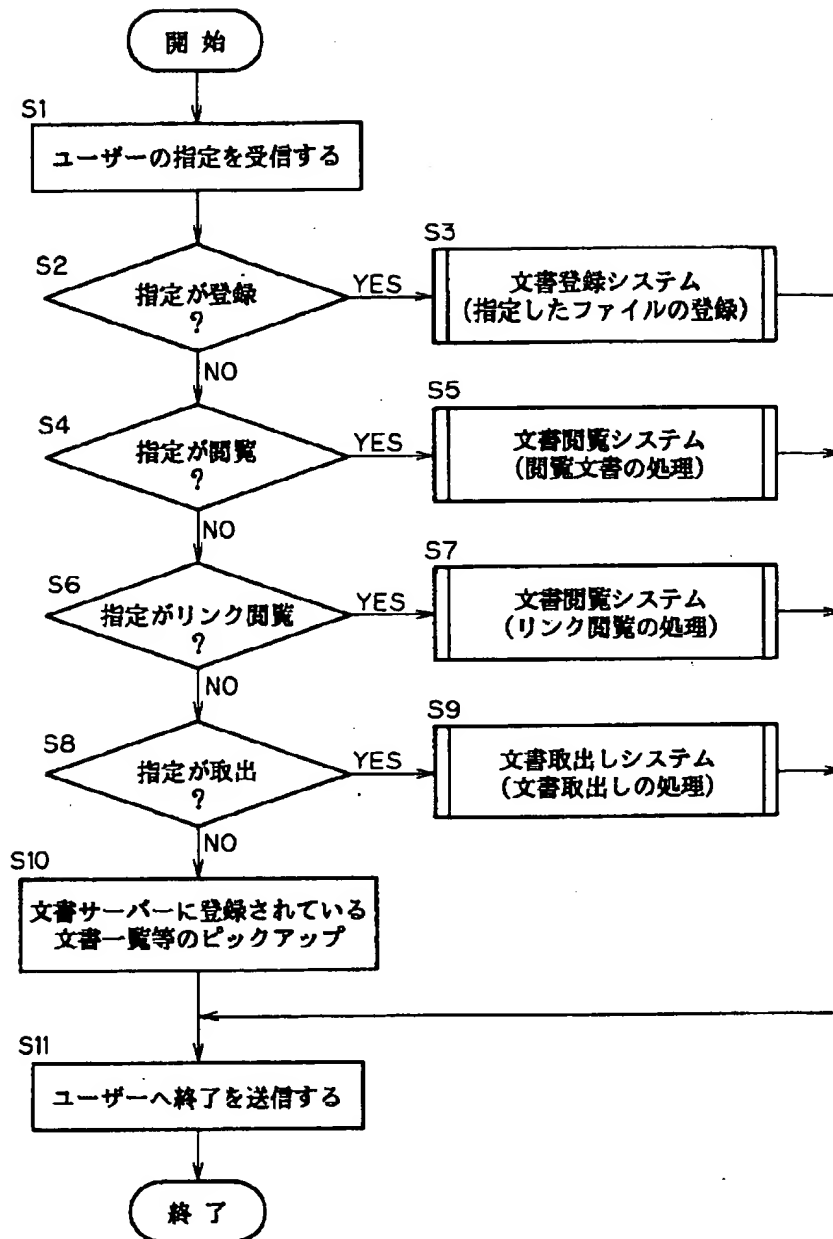 開 始
S1
ユーザーの指定を受信する
S2
指定が登録
?
YES
S3
文書登録システム
(指定したファイルの登録)
NO
S4
指定が閲覧
?
YES
S5
文書閲覧システム
(閲覧文書の処理)
NO
S6
指定がリンク閲覧
?
YES
S7
文書閲覧システム
(リンク閲覧の処理)
NO
S8
指定が取出
?
YES
S9
文書取出しシステム
(文書取出しの処理)
NO
S10
文書サーバーに登録されている
文書一覧等のピックアップ
S11
ユーザーへ終了を送信する
終 了